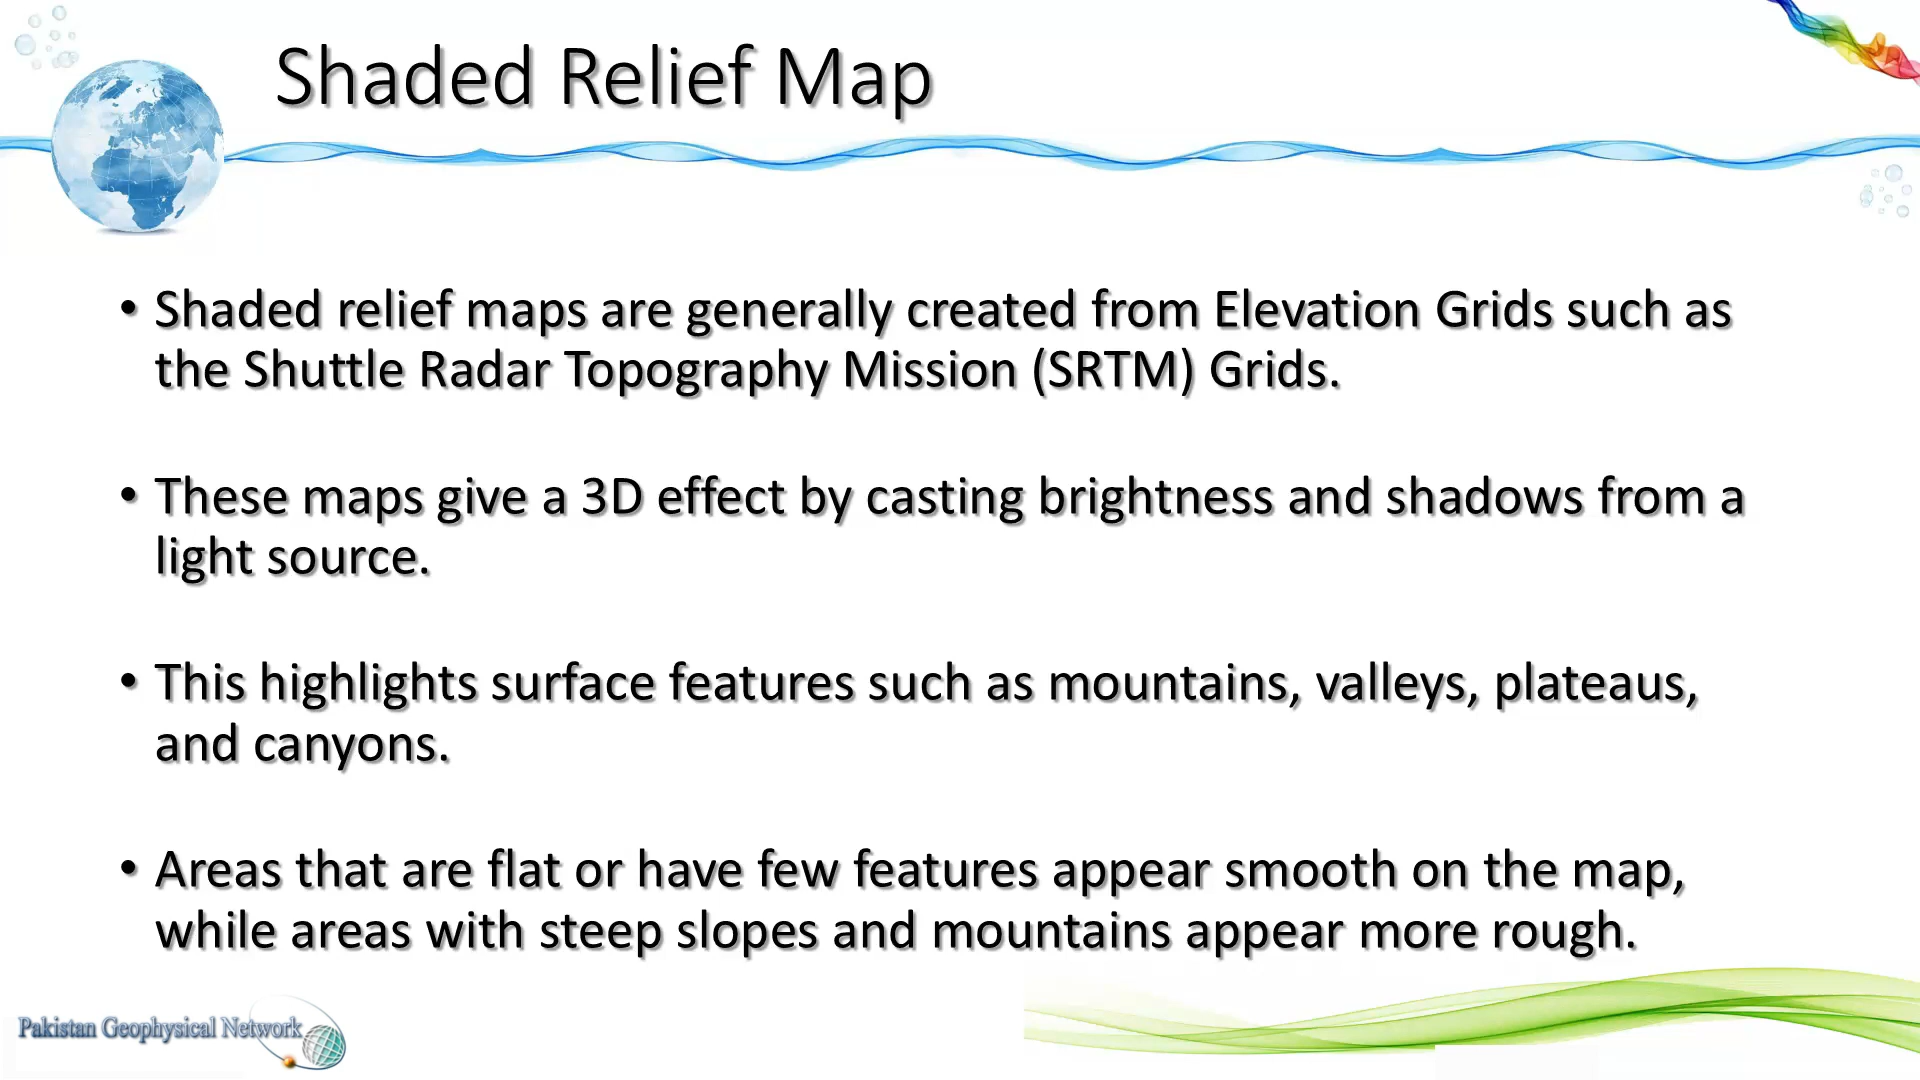 Shaded Relief Map
• Shaded relief maps are generally created from Elevation Grids such as
the Shuttle Radar Topography Mission (SRTM) Grids.
• These maps give a 3D effect by casting brightness and shadows from a
light source.
• This highlights surface features such as mountains, valleys, plateaus,
and canyons.
• Areas that are flat or have few features appear smooth on the map,
while areas with steep slopes and mountains appear more rough.
Pakistan Geophysical Network